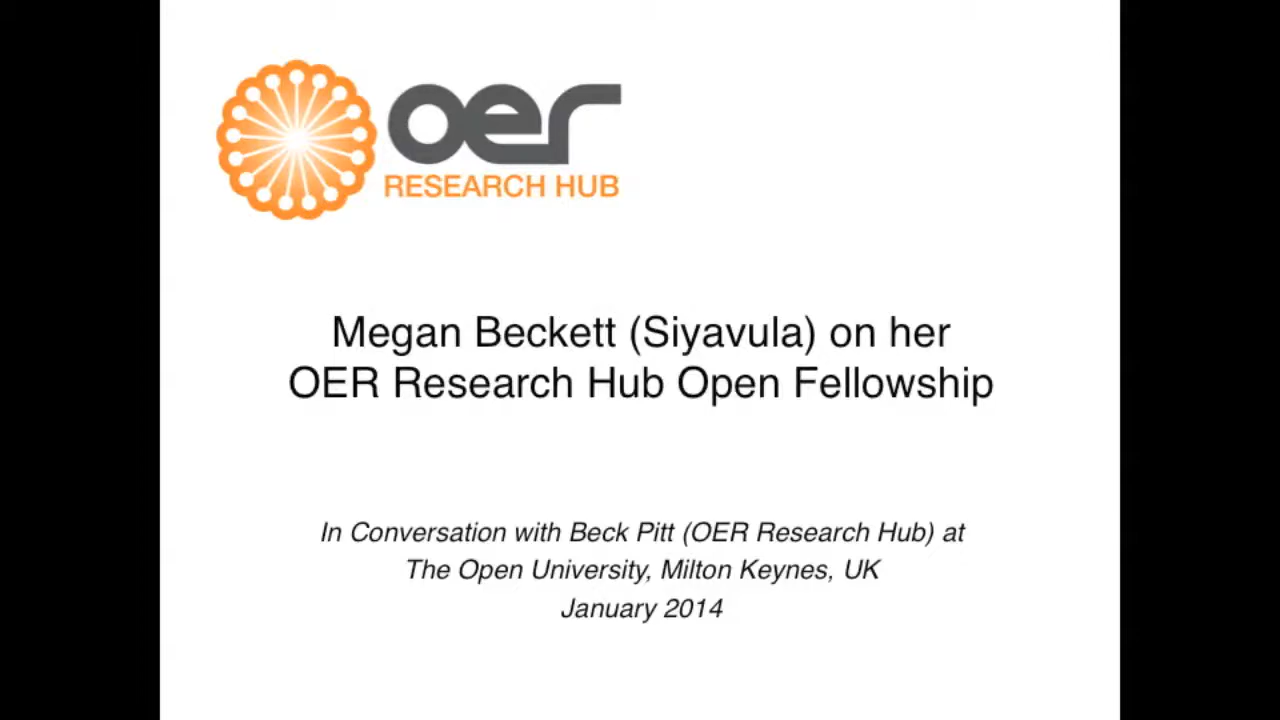 oer
RESEARCH HUB
Megan Beckett (Siyavula) on her
OER Research Hub Open Fellowship
In Conversation with Beck Pitt (OER Research Hub) at
The Open University, Milton Keynes, UK
January 2014